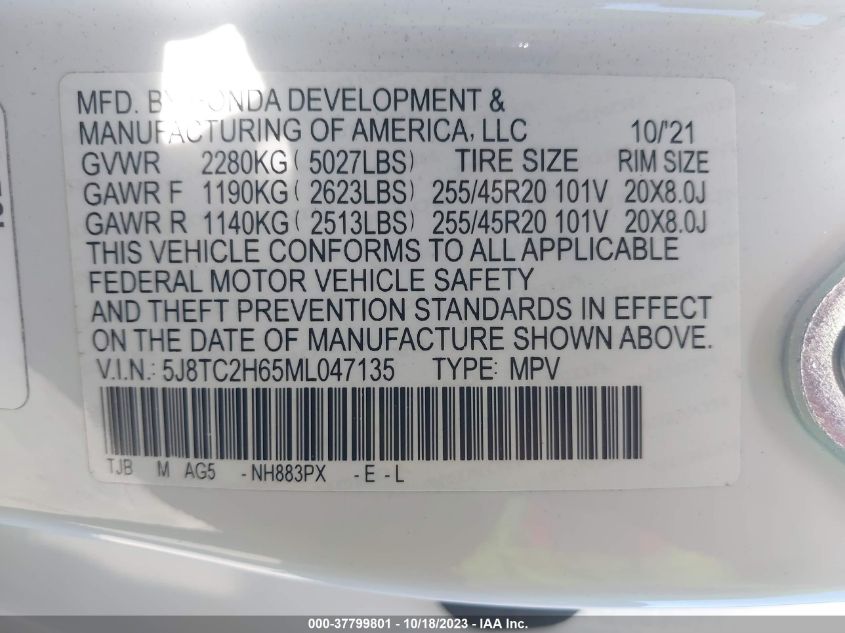 MFD. BY HONDA DEVELOPMENT &
MANUFACTURING OF AMERICA, LLC 10/'21
GVWR 2280KG ( 5027LBS) TIRE SIZE RIM SIZE
GAWR F 1190KG ( 2623LBS) 255/45R20 101V 20X8.0J
GAWR R 1140KG ( 2513LBS) 255/45R20 101V 20X8.0J
THIS VEHICLE CONFORMS TO ALL APPLICABLE
FEDERAL MOTOR VEHICLE SAFETY
AND THEFT PREVENTION STANDARDS IN EFFECT
ON THE DATE OF MANUFACTURE SHOWN ABOVE.
V.I.N.: 5J8TC2H65ML047135 TYPE: MPV
TJB M AG5 - NH883PX - E - L
000-37799801 - 10/18/2023 - IAA Inc.